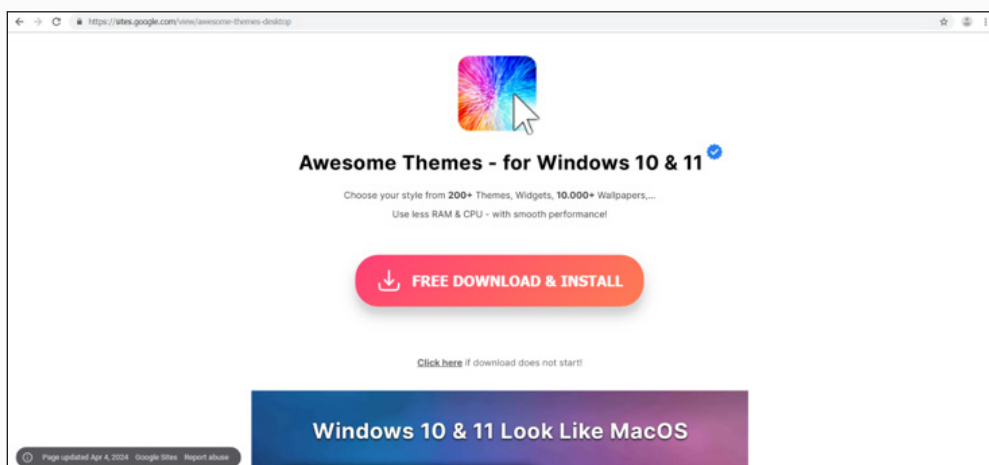 https://sites.google.com/view/awesome-themes-desktop
Awesome Themes - for Windows 10 & 11
Choose your style from 200+ Themes, Widgets, 10.000+ Wallpapers,...
Use less RAM & CPU - with smooth performance!
FREE DOWNLOAD & INSTALL
Click here if download does not start!
Windows 10 & 11 Look Like MacOS
Page updated Apr 4, 2024 Google Sites Report abuse